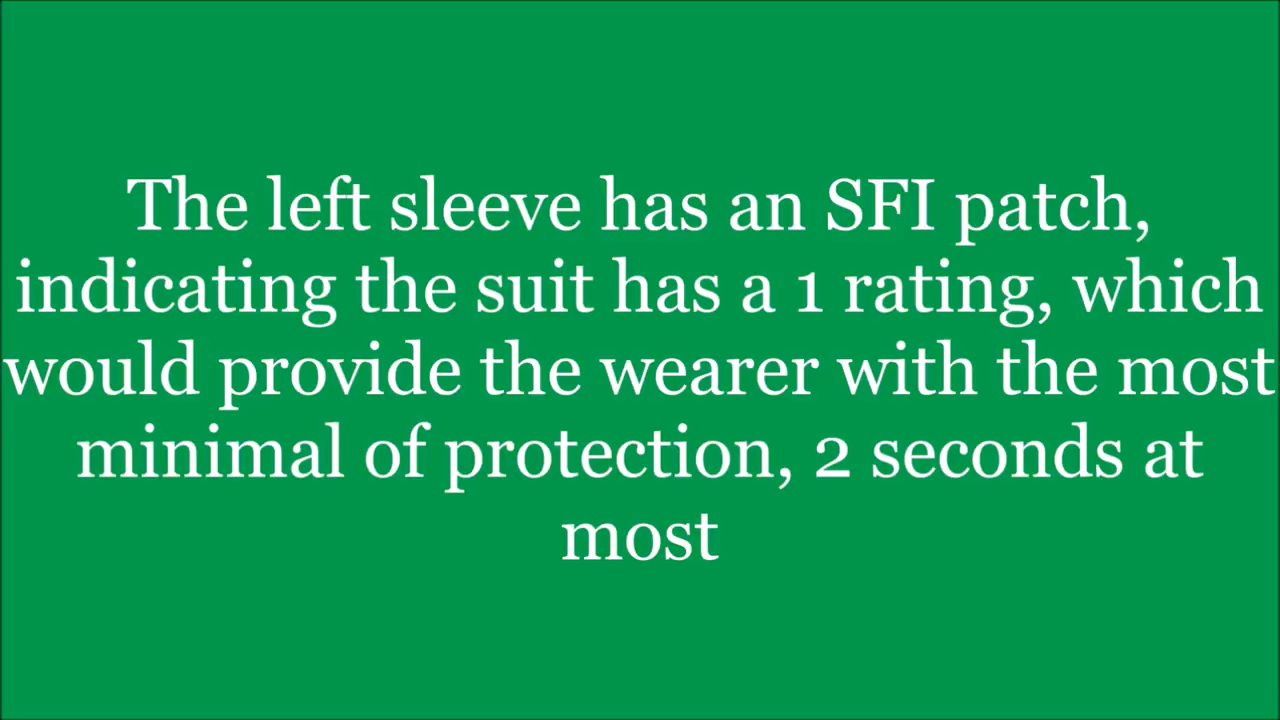 The left sleeve has an SFI patch,
indicating the suit has a 1 rating, which
would provide the wearer with the most
minimal of protection, 2 seconds at
most